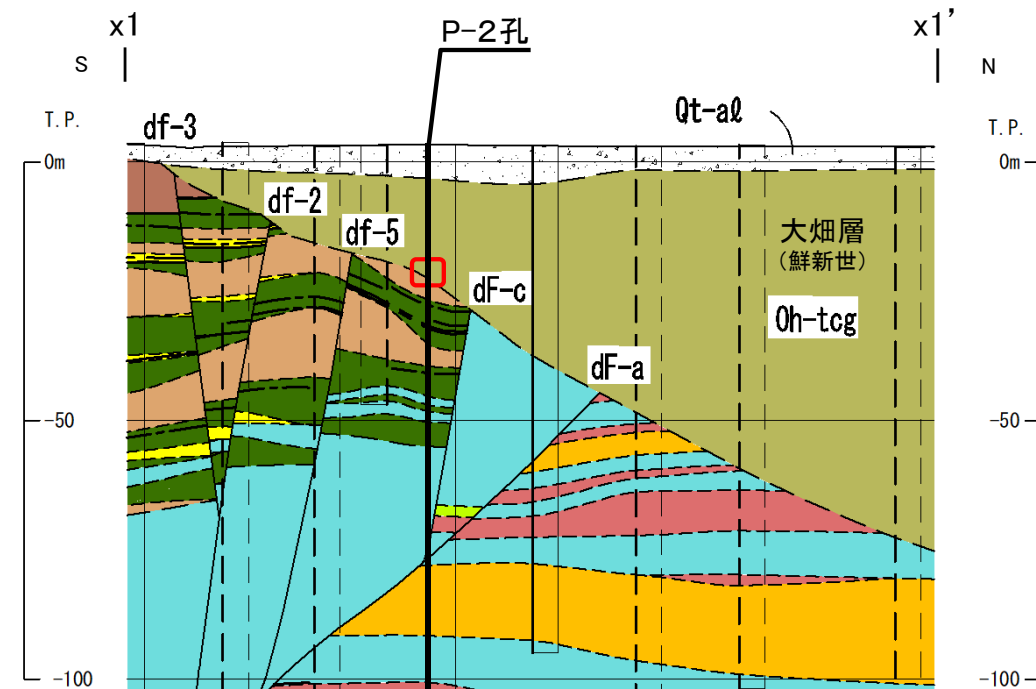 x1
P-2孔
x1’
S
N
Qt-al
T.P.
T.P.
df-3
0m
0m
df-2
df-5
大畑層
(鮮新世)
dF-c
Oh-tcg
dF-a
-50
-50
-100
-100